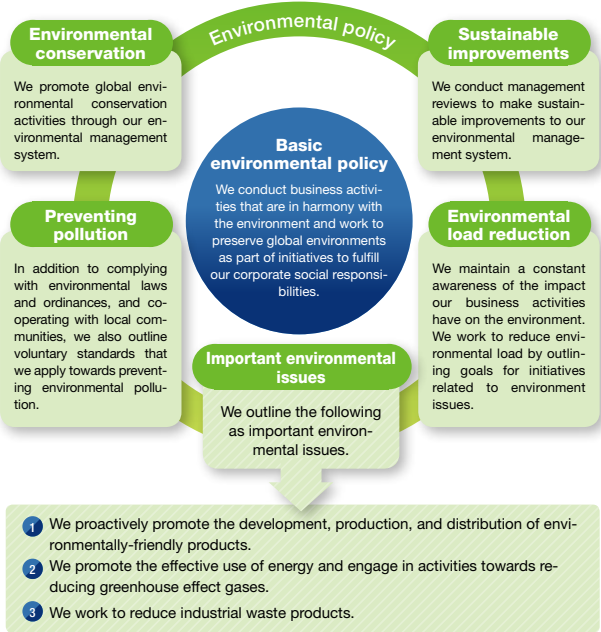 Environmental policy
Environmental
conservation
We promote global envi-
ronmental conservation
activities through our en-
vironmental management
system.
Sustainable
improvements
We conduct management
reviews to make sustain-
able improvements to our
environmental manage-
ment system.
Basic
environmental policy
We conduct business activi-
ties that are in harmony with
the environment and work to
preserve global environments
as part of initiatives to fulfill
our corporate social responsi-
bilities.
Preventing
pollution
In addition to complying
with environmental laws
and ordinances, and co-
operating with local com-
munities, we also outline
voluntary standards that
we apply towards prevent-
ing environmental pollu-
tion.
Environmental
load reduction
We maintain a constant
awareness of the impact
our business activities
have on the environment.
We work to reduce envi-
ronmental load by outlin-
ing goals for initiatives
related to environment
issues.
Important environmental
issues
We outline the following
as important environ-
mental issues.
1 We proactively promote the development, production, and distribution of envi-
ronmentally-friendly products.
2 We promote the effective use of energy and engage in activities towards re-
ducing greenhouse effect gases.
3 We work to reduce industrial waste products.